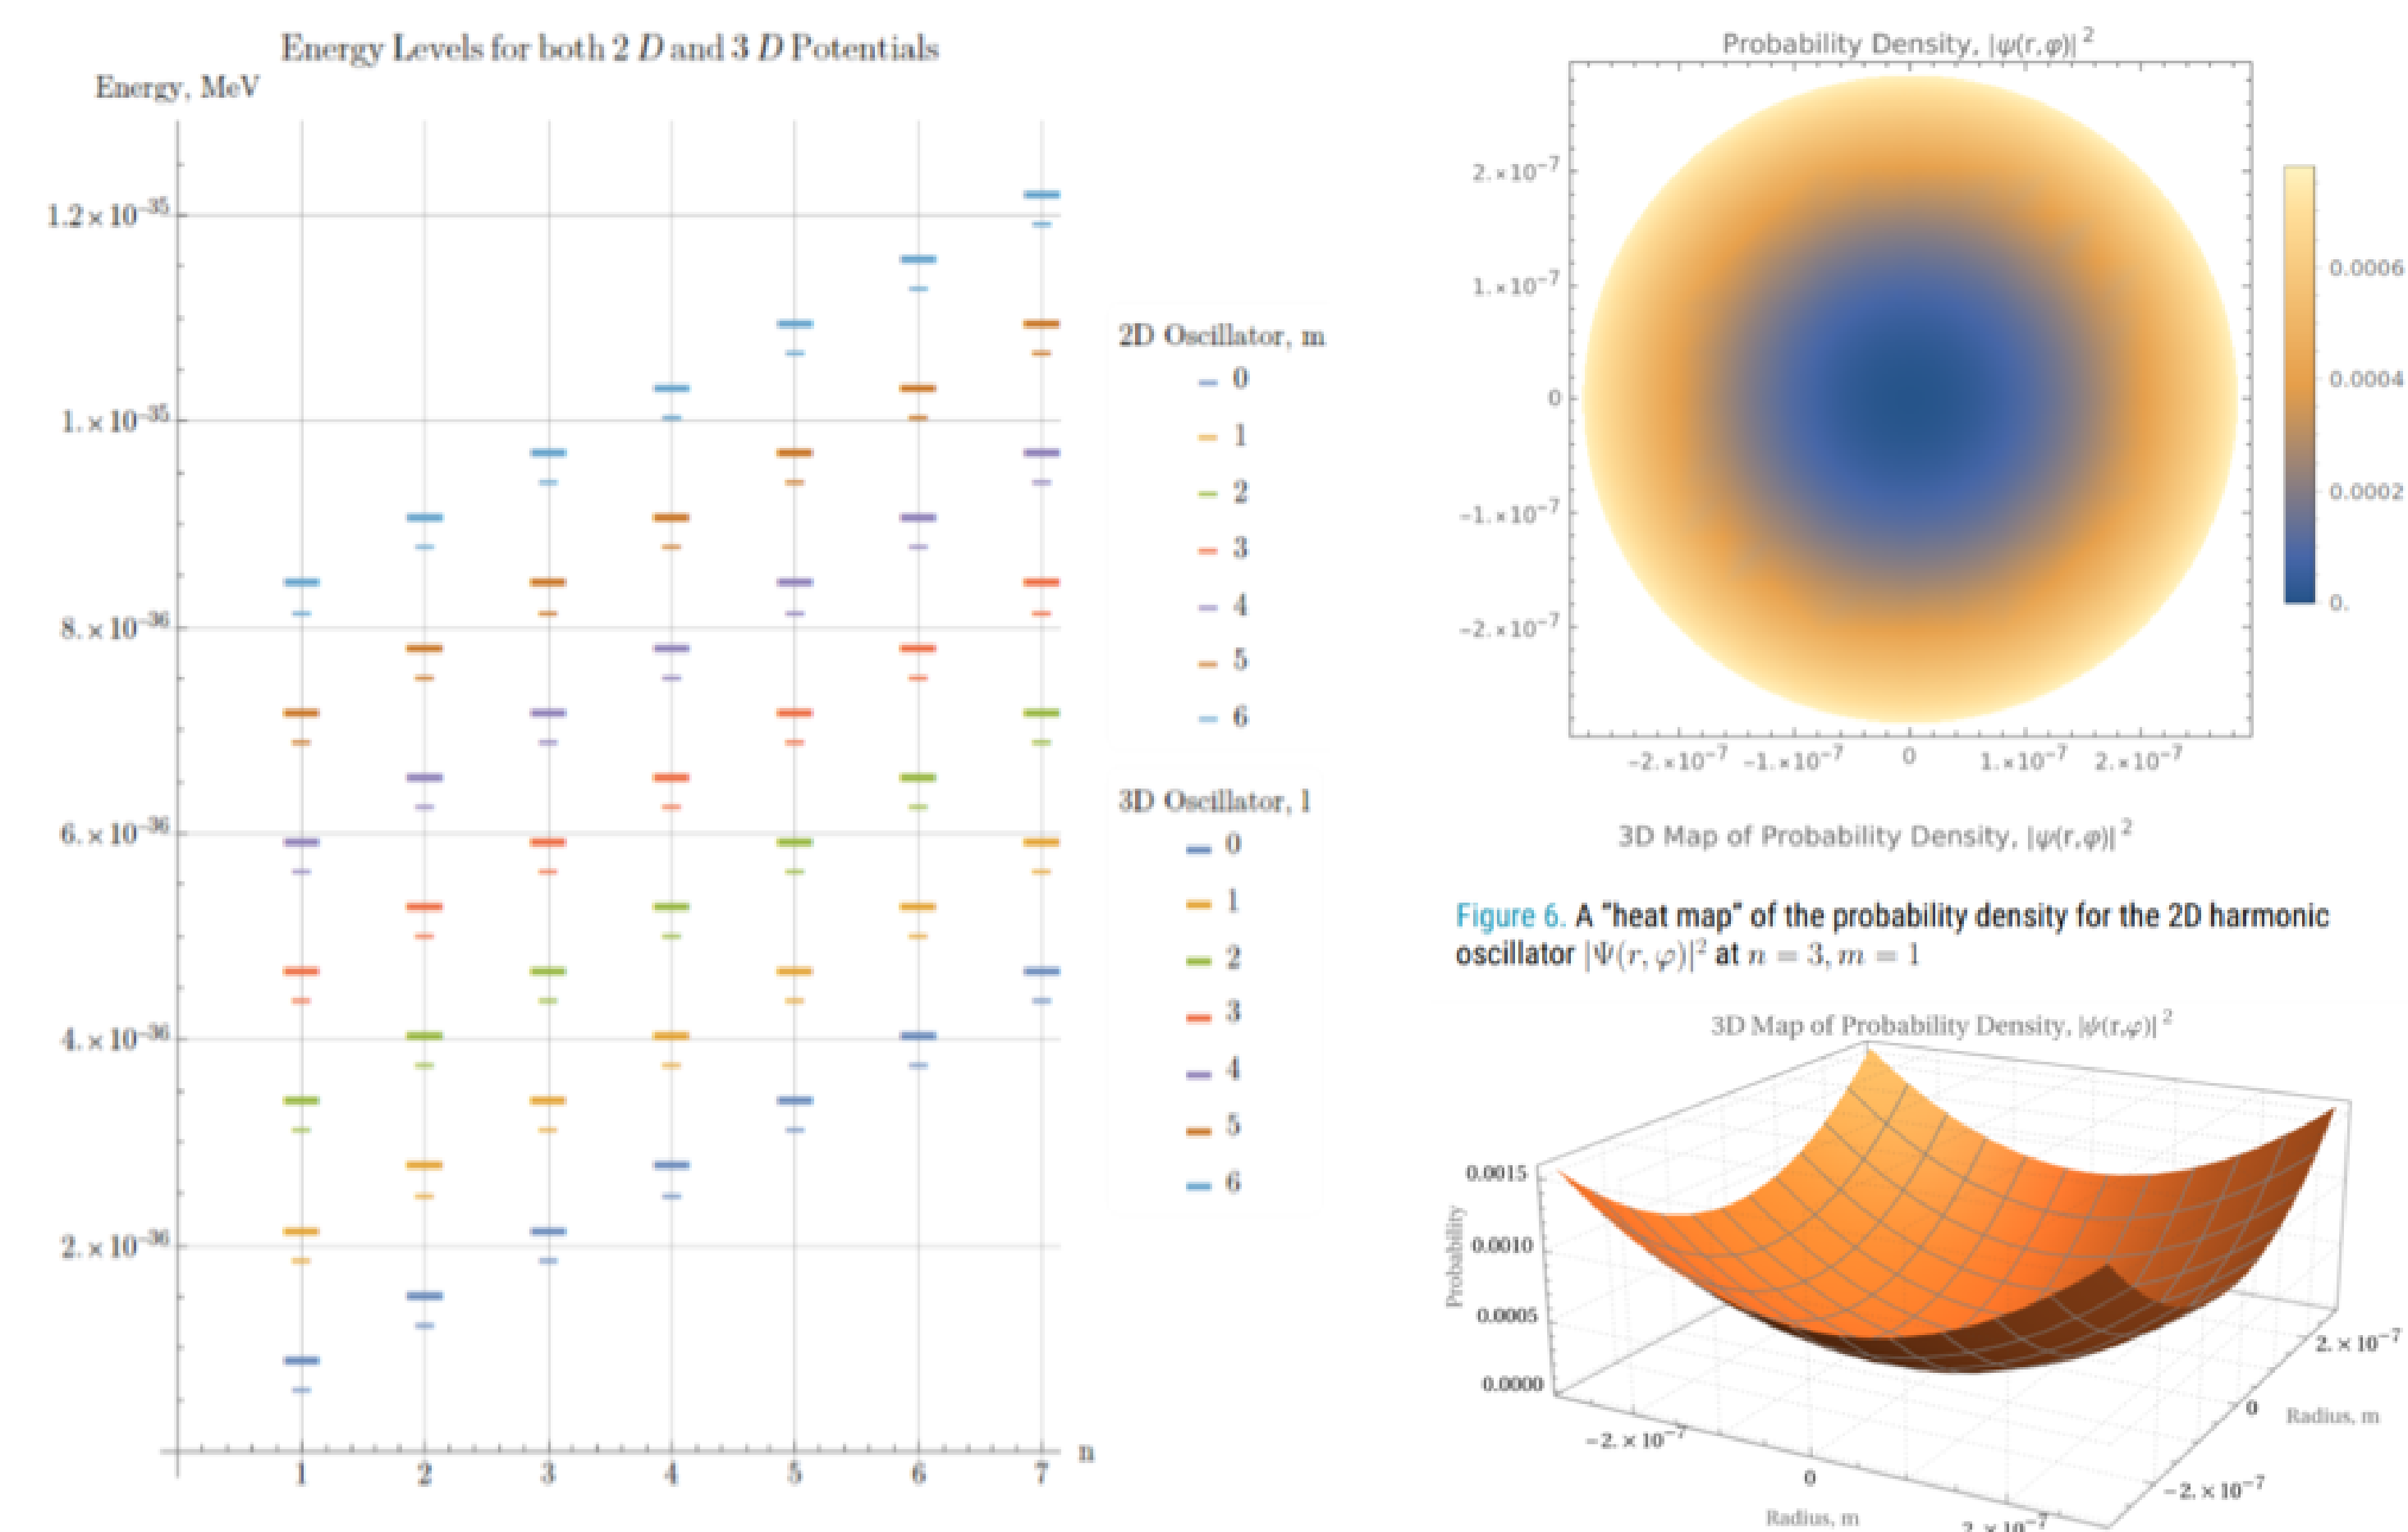 Energy Levels for both 2 D and 3 D Potentials
Energy, MeV
1.2×10⁻³⁵
1.×10⁻³⁵
8.×10⁻³⁶
6.×10⁻³⁶
4.×10⁻³⁶
2.×10⁻³⁶
1 2 3 4 5 6 7
n
2D Oscillator, m
0
1
2
3
4
5
6
3D Oscillator, l
0
1
2
3
4
5
6
Probability Density, |ψ(r,φ)|²
2.×10⁻⁷
1.×10⁻⁷
0
-1.×10⁻⁷
-2.×10⁻⁷
-2.×10⁻⁷ -1.×10⁻⁷ 0 1.×10⁻⁷ 2.×10⁻⁷
0.0006
0.0004
0.0002
0.
3D Map of Probability Density, |ψ(r,φ)|²
Figure 6. A “heat map” of the probability density for the 2D harmonic
oscillator |Ψ(r, φ)|² at n = 3, m = 1
3D Map of Probability Density, |ψ(r,φ)|²
0.0015
0.0010
0.0005
0.0000
Probability
-2.×10⁻⁷
0
2.×10⁻⁷
Radius, m
2.×10⁻⁷
0
-2.×10⁻⁷
Radius, m